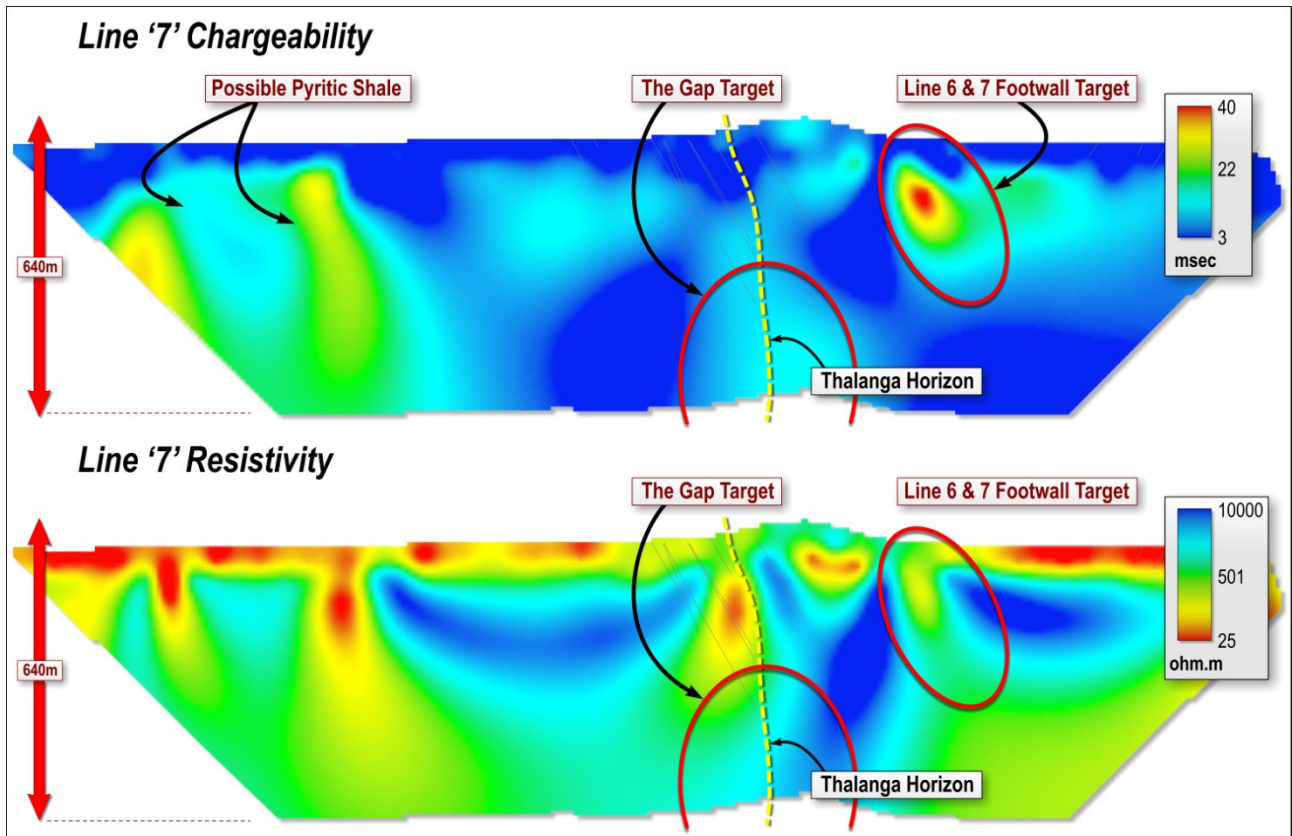 Line ‘7’ Chargeability
Possible Pyritic Shale
The Gap Target
Line 6 & 7 Footwall Target
40
22
3
msec
640m
Thalanga Horizon
Line ‘7’ Resistivity
The Gap Target
Line 6 & 7 Footwall Target
10000
501
25
ohm.m
640m
Thalanga Horizon